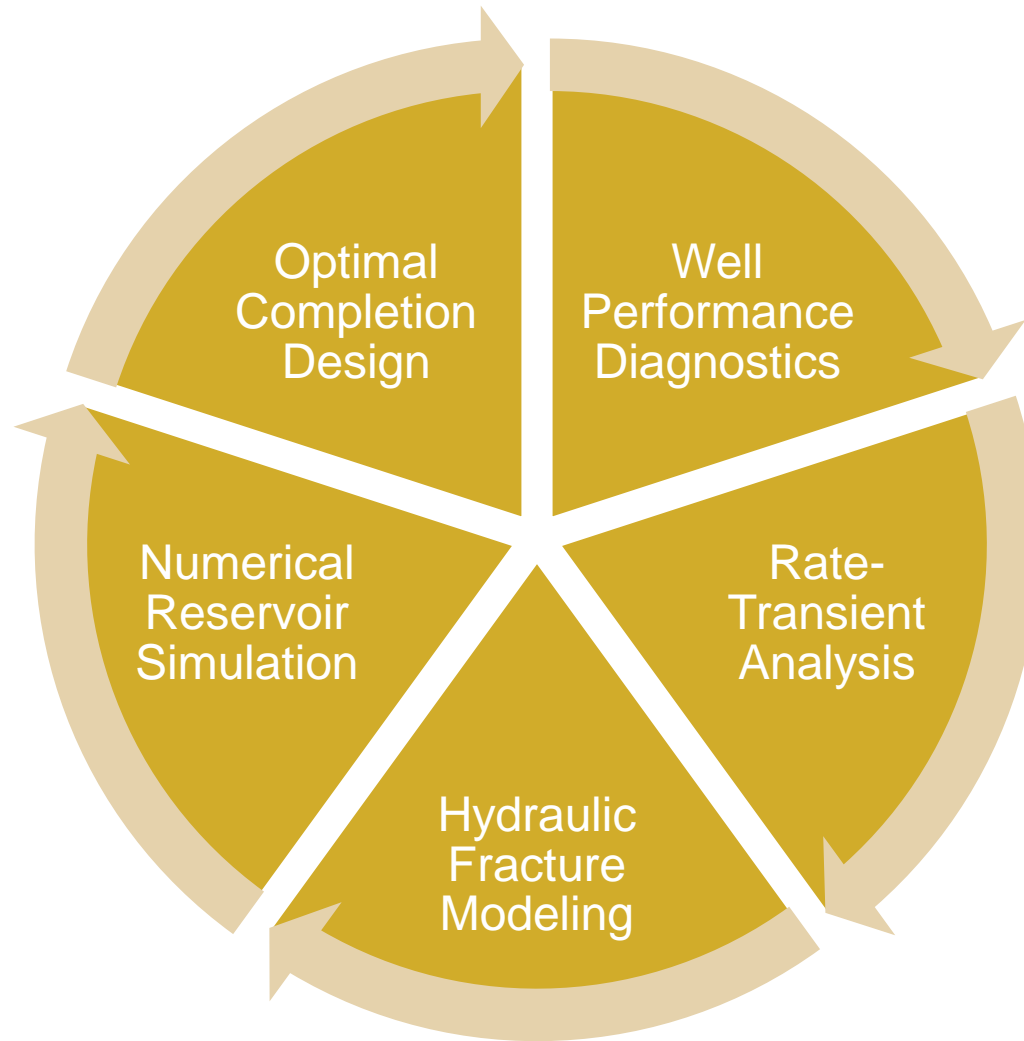 Optimal
Completion
Design
Well
Performance
Diagnostics
Rate-
Transient
Analysis
Hydraulic
Fracture
Modeling
Numerical
Reservoir
Simulation